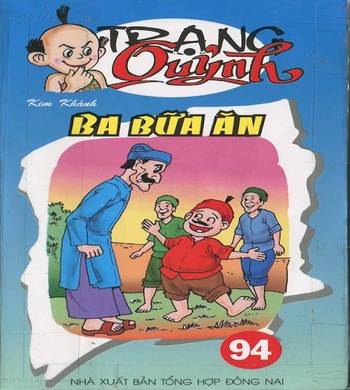 TRẠNG
Quỳnh
Kim Khánh
BA BỮA ĂN
94
NHÀ XUẤT BẢN TỔNG HỢP ĐỒNG NAI